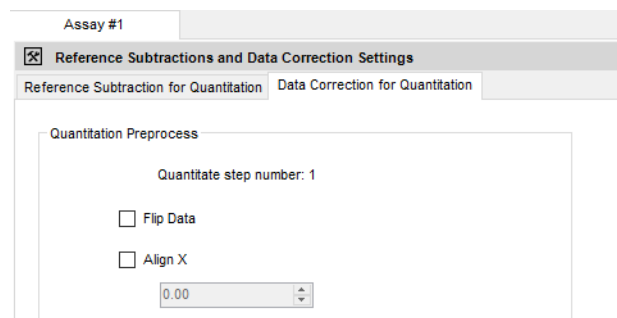 Assay #1
Reference Subtractions and Data Correction Settings
Reference Subtraction for Quantitation
Data Correction for Quantitation
Quantitation Preprocess
Quantitate step number: 1
Flip Data
Align X
0.00